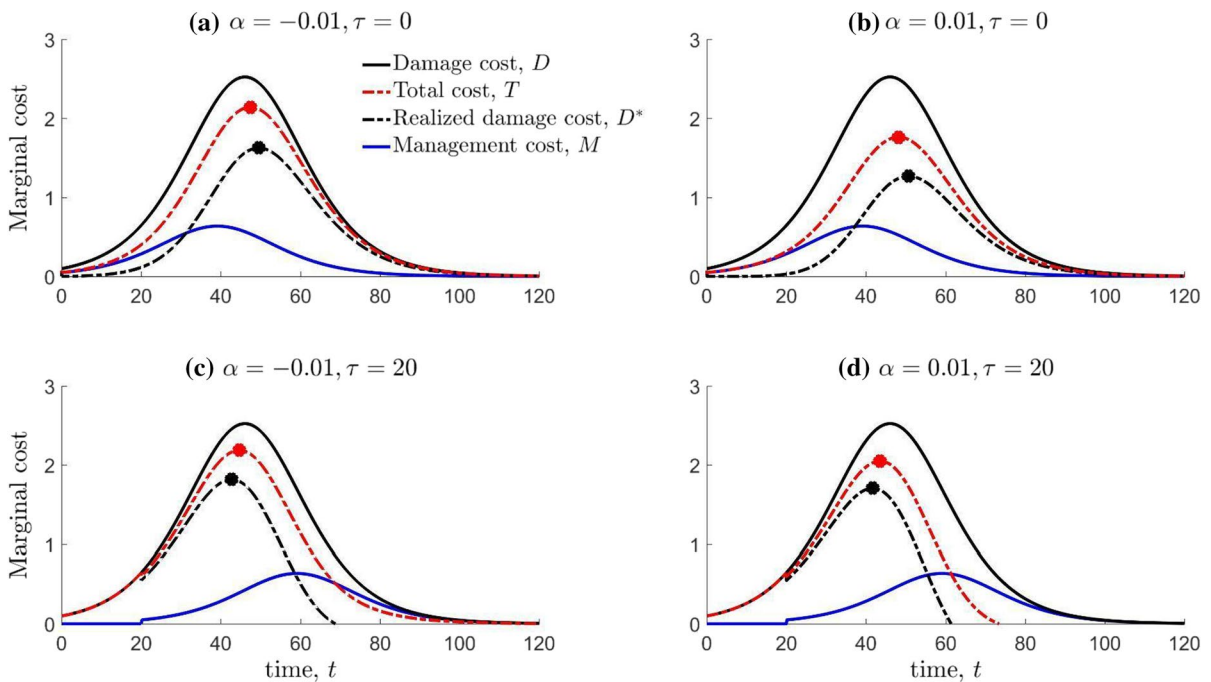 (a) α = −0.01, τ = 0
(b) α = 0.01, τ = 0
3
2
1
0
Marginal cost
Damage cost, D
Total cost, T
Realized damage cost, D*
Management cost, M
0 20 40 60 80 100 120
3
2
1
0
0 20 40 60 80 100 120
(c) α = −0.01, τ = 20
(d) α = 0.01, τ = 20
3
2
1
0
Marginal cost
0 20 40 60 80 100 120
time, t
3
2
1
0
0 20 40 60 80 100 120
time, t